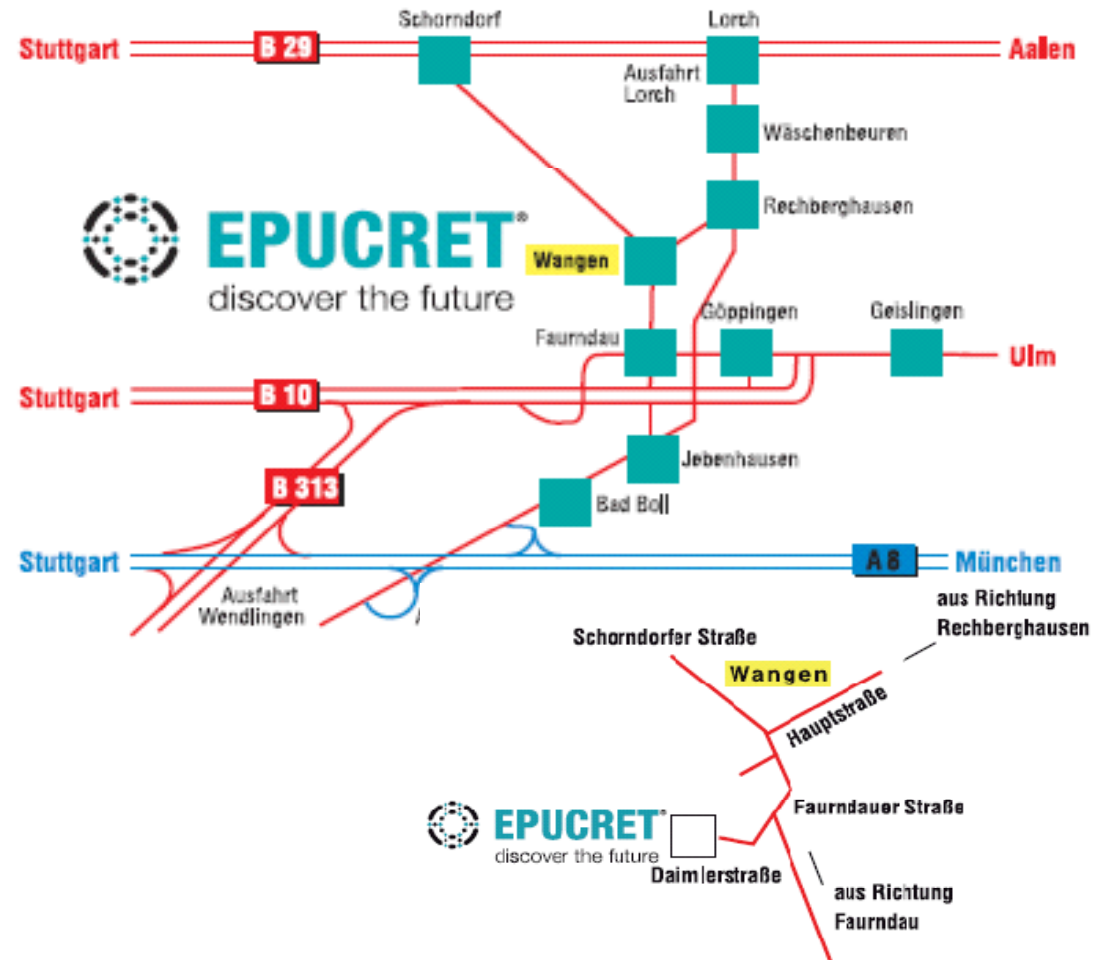 Schorndorf
Lorch
Stuttgart
B 29
Aalen
Ausfahrt
Lorch
Wäschenbeuren
Rechberghausen
EPUCRET®
discover the future
Wangen
Göppingen
Geislingen
Faurndau
Ulm
Stuttgart
B 10
Jebenhausen
B 313
Bad Boll
Stuttgart
A 8
München
Ausfahrt
Wendlingen
aus Richtung
Rechberghausen
Schorndorfer Straße
Wangen
Hauptstraße
Faurndauer Straße
EPUCRET®
discover the future
Daimlerstraße
aus Richtung
Faurndau